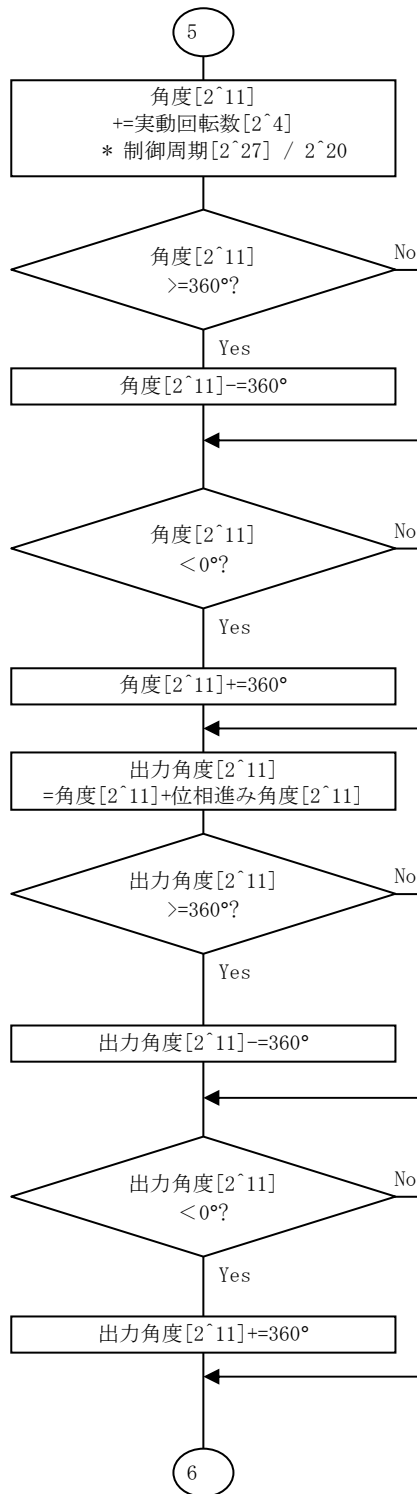 5
角度[2^11]
+=実動回転数[2^4]
* 制御周期[2^27] / 2^20
角度[2^11]
>=360°?
No
Yes
角度[2^11]-=360°
角度[2^11]
<0°?
No
Yes
角度[2^11]+=360°
出力角度[2^11]
=角度[2^11]+位相進み角度[2^11]
出力角度[2^11]
>=360°?
No
Yes
出力角度[2^11]-=360°
出力角度[2^11]
<0°?
No
Yes
出力角度[2^11]+=360°
6